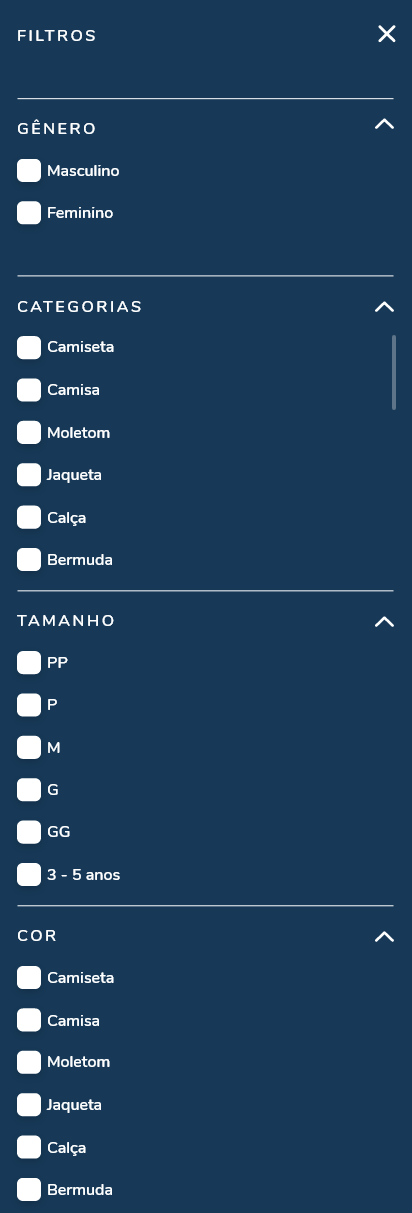 FILTROS
GÊNERO
Masculino
Feminino
CATEGORIAS
Camiseta
Camisa
Moletom
Jaqueta
Calça
Bermuda
TAMANHO
PP
P
M
G
GG
3 - 5 anos
COR
Camiseta
Camisa
Moletom
Jaqueta
Calça
Bermuda